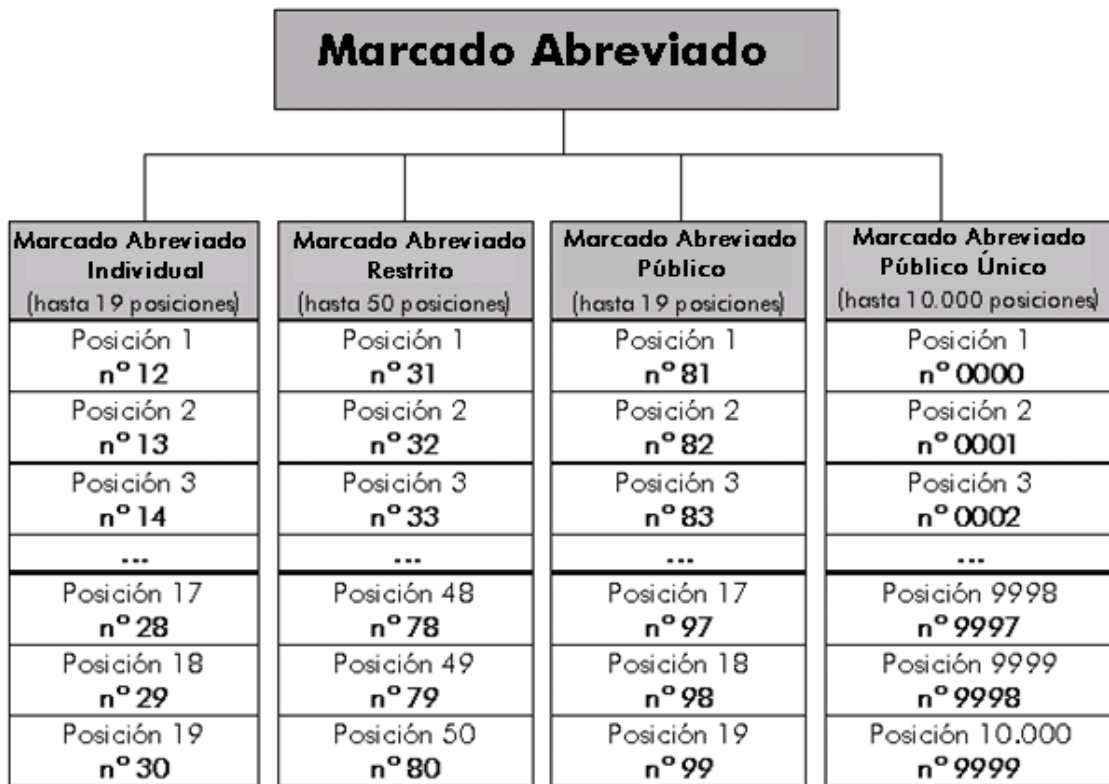 Marcado Abreviado
Marcado Abreviado
Individual
(hasta 19 posiciones)
Posición 1
nº 12
Posición 2
nº 13
Posición 3
nº 14
...
Posición 17
nº 28
Posición 18
nº 29
Posición 19
nº 30
Marcado Abreviado
Restrito
(hasta 50 posiciones)
Posición 1
nº 31
Posición 2
nº 32
Posición 3
nº 33
...
Posición 48
nº 78
Posición 49
nº 79
Posición 50
nº 80
Marcado Abreviado
Público
(hasta 19 posiciones)
Posición 1
nº 81
Posición 2
nº 82
Posición 3
nº 83
...
Posición 17
nº 97
Posición 18
nº 98
Posición 19
nº 99
Marcado Abreviado
Público Único
(hasta 10.000 posiciones)
Posición 1
nº 0000
Posición 2
nº 0001
Posición 3
nº 0002
...
Posición 9998
nº 9997
Posición 9999
nº 9998
Posición 10.000
nº 9999